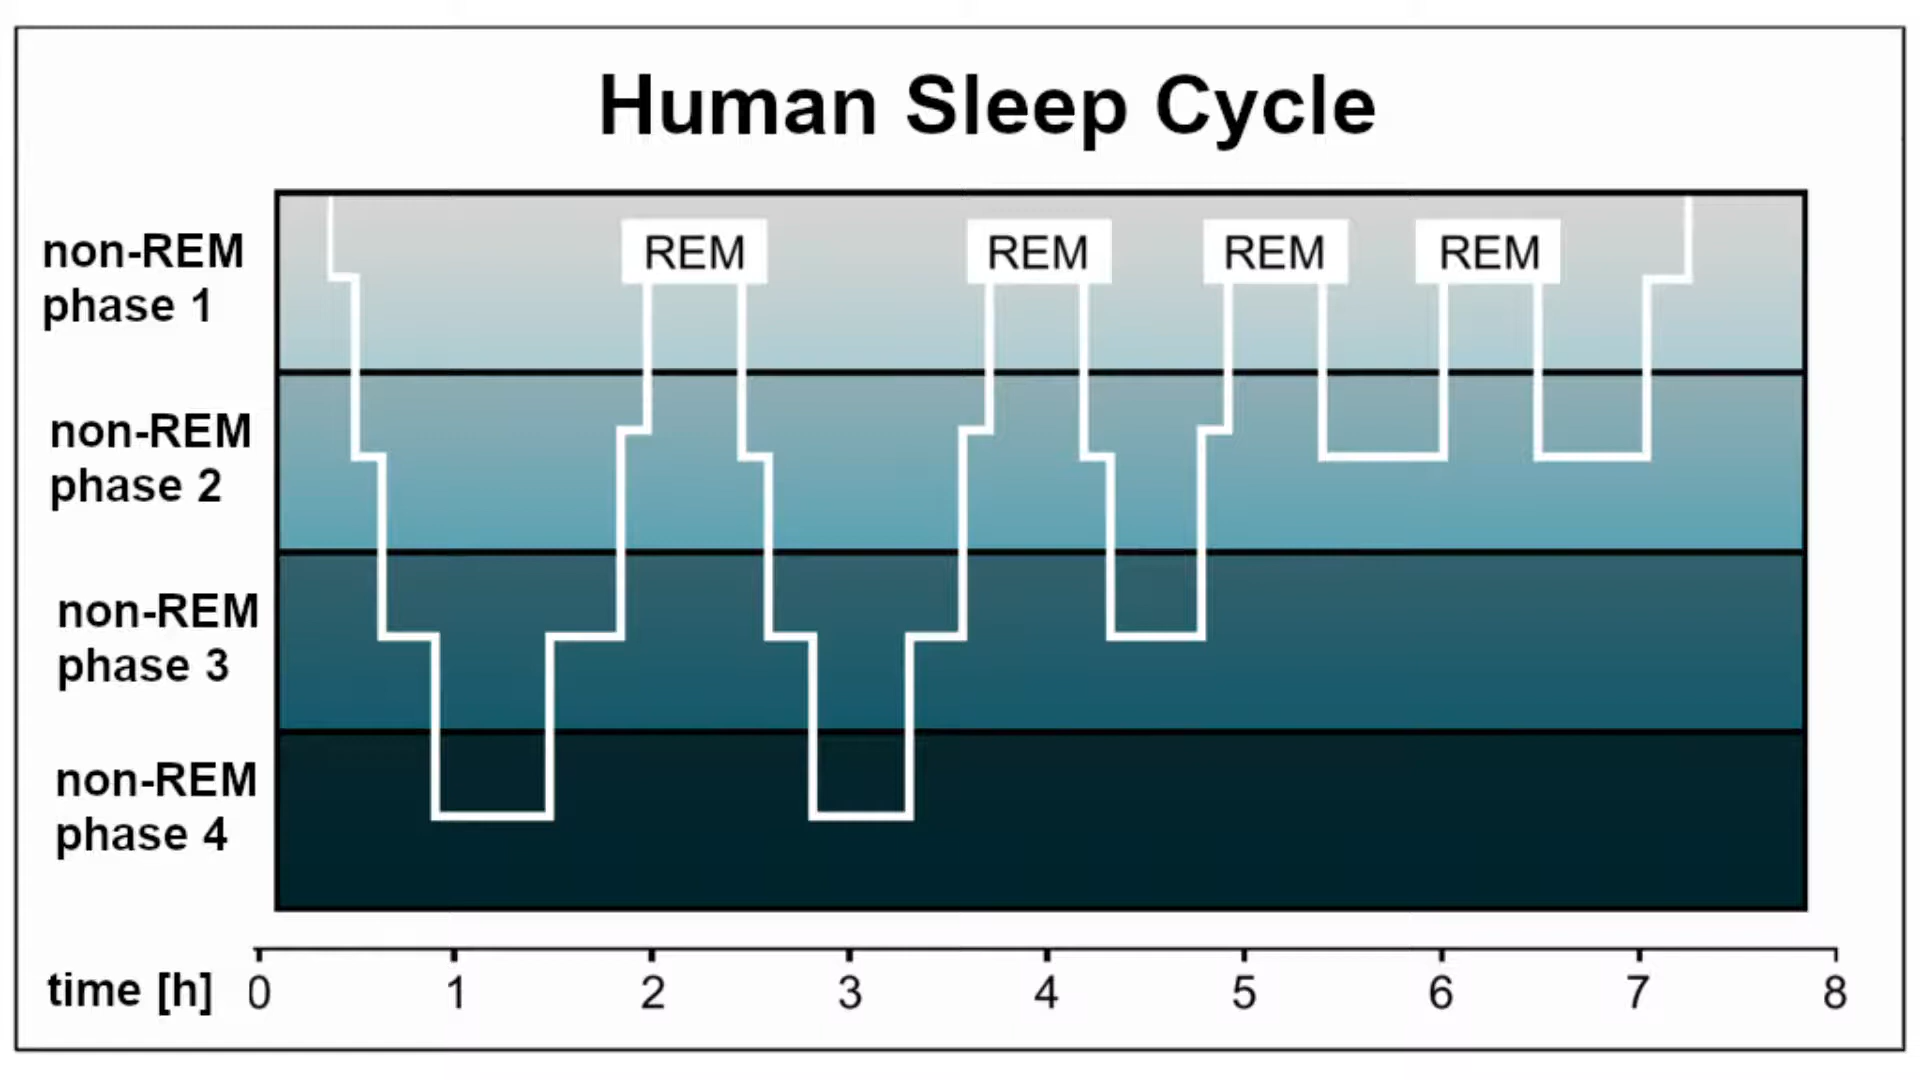 Human Sleep Cycle
non-REM
phase 1
REM REM REM REM
non-REM
phase 2
non-REM
phase 3
non-REM
phase 4
time [h] 0 1 2 3 4 5 6 7 8